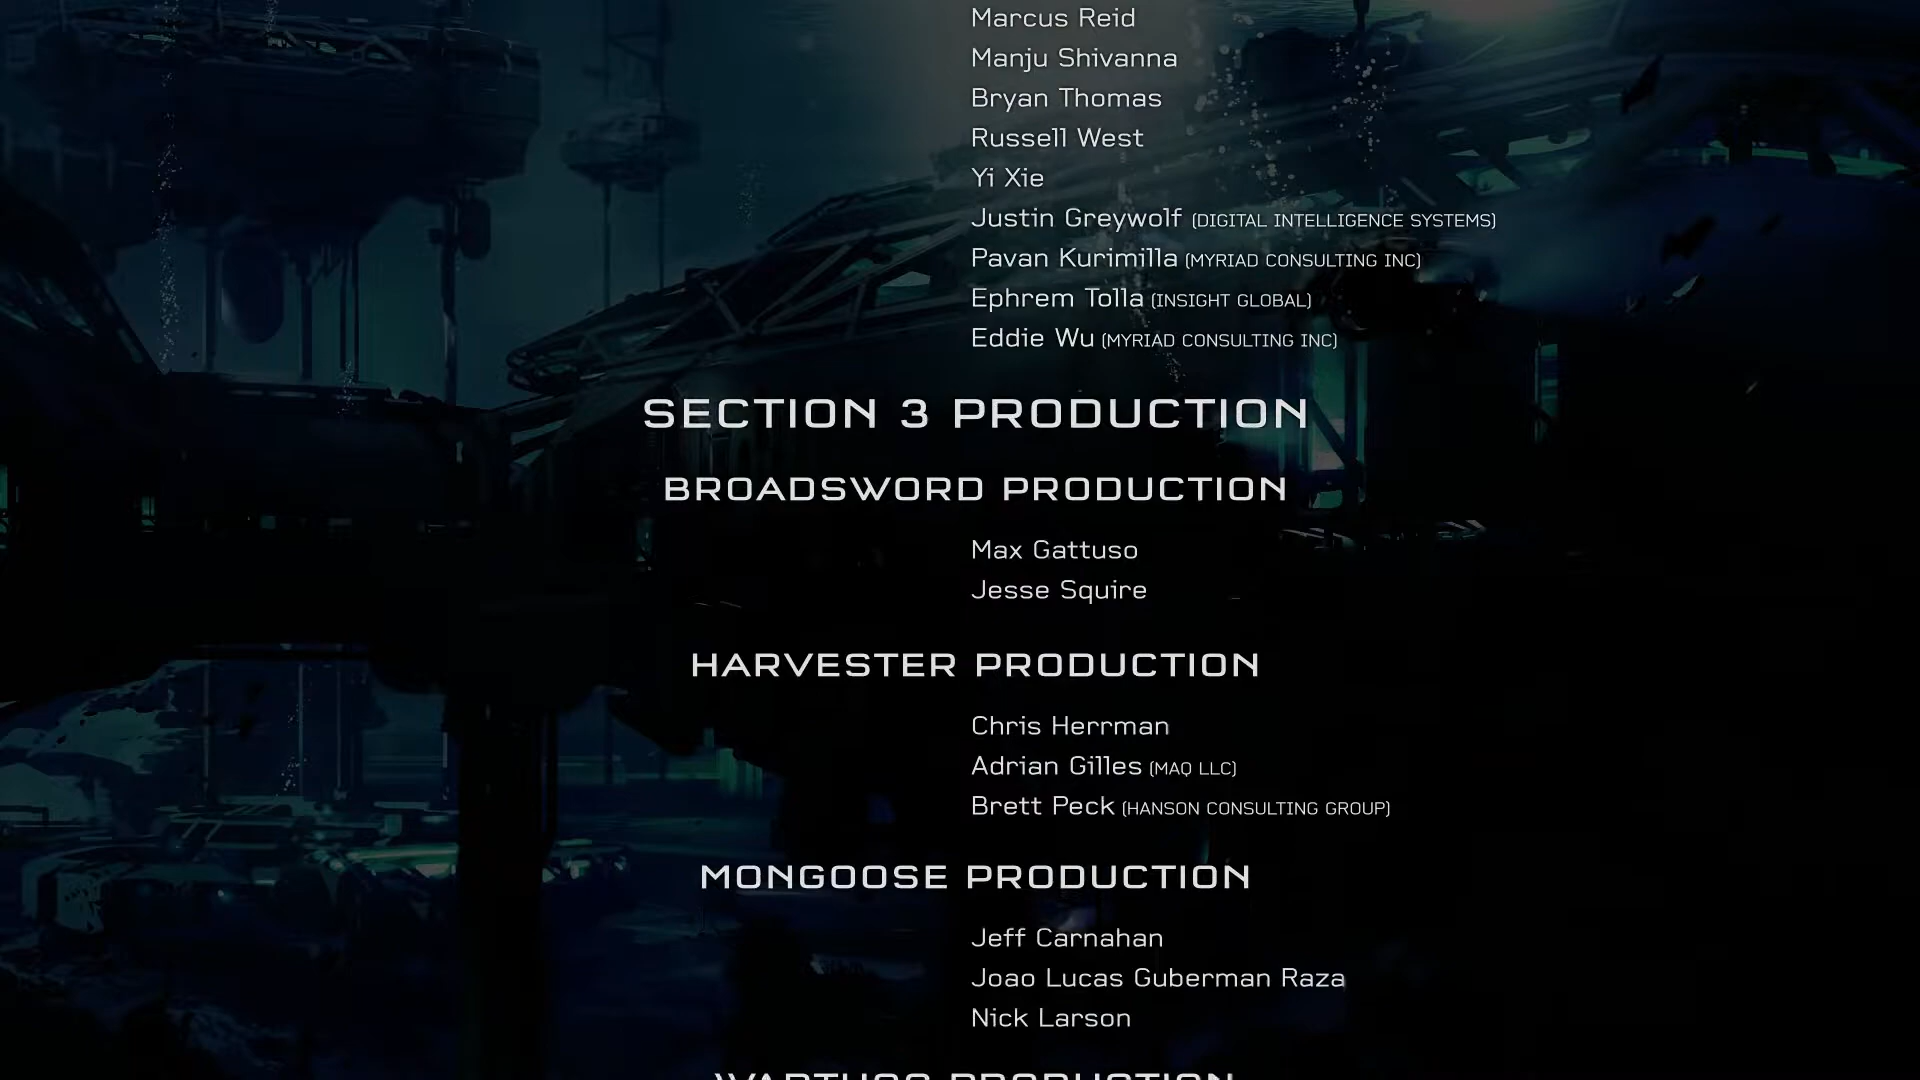 Marcus Reid
Manju Shivanna
Bryan Thomas
Russell West
Yi Xie
Justin Greywolf (DIGITAL INTELLIGENCE SYSTEMS)
Pavan Kurimilla (MYRIAD CONSULTING INC)
Ephrem Tolla (INSIGHT GLOBAL)
Eddie Wu (MYRIAD CONSULTING INC)
SECTION 3 PRODUCTION
BROADSWORD PRODUCTION
Max Gattuso
Jesse Squire
HARVESTER PRODUCTION
Chris Herrman
Adrian Gilles (MAQ LLC)
Brett Peck (HANSON CONSULTING GROUP)
MONGOOSE PRODUCTION
Jeff Carnahan
Joao Lucas Guberman Raza
Nick Larson
WARTHOG PRODUCTION